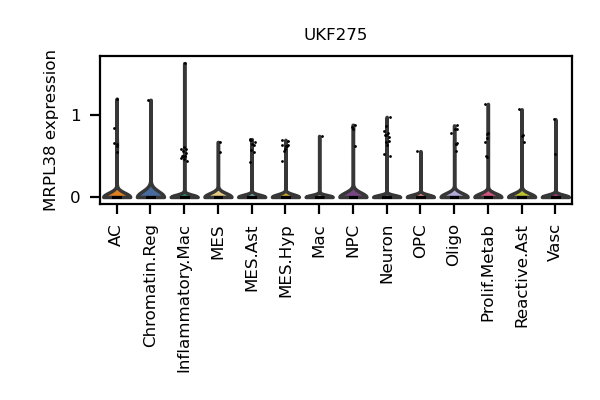 UKF275
MRPL38 expression
1
0
AC
Chromatin.Reg
Inflammatory.Mac
MES
MES.Ast
MES.Hyp
Mac
NPC
Neuron
OPC
Oligo
Prolif.Metab
Reactive.Ast
Vasc